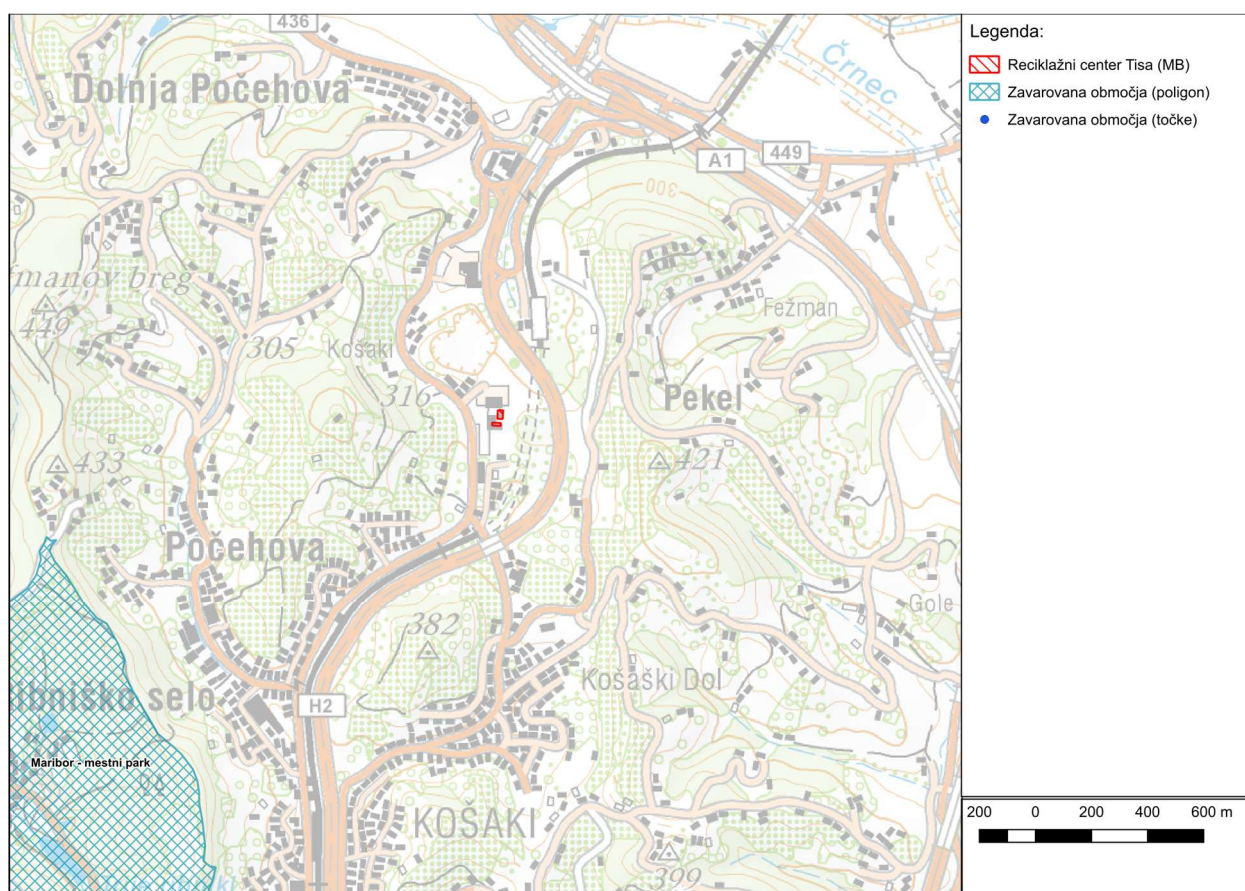 436
Dolnja Počehova
Črnec
A1
449
300
manov breg
449
Fežman
305
Košaki
316
Pekel
433
421
Počehova
Gole
382
Košaški Dol
ibniško selo
H2
Maribor - mestni park
KOŠAKI
399
Legenda:
Reciklažni center Tisa (MB)
Zavarovana območja (poligon)
Zavarovana območja (točke)
200 0 200 400 600 m